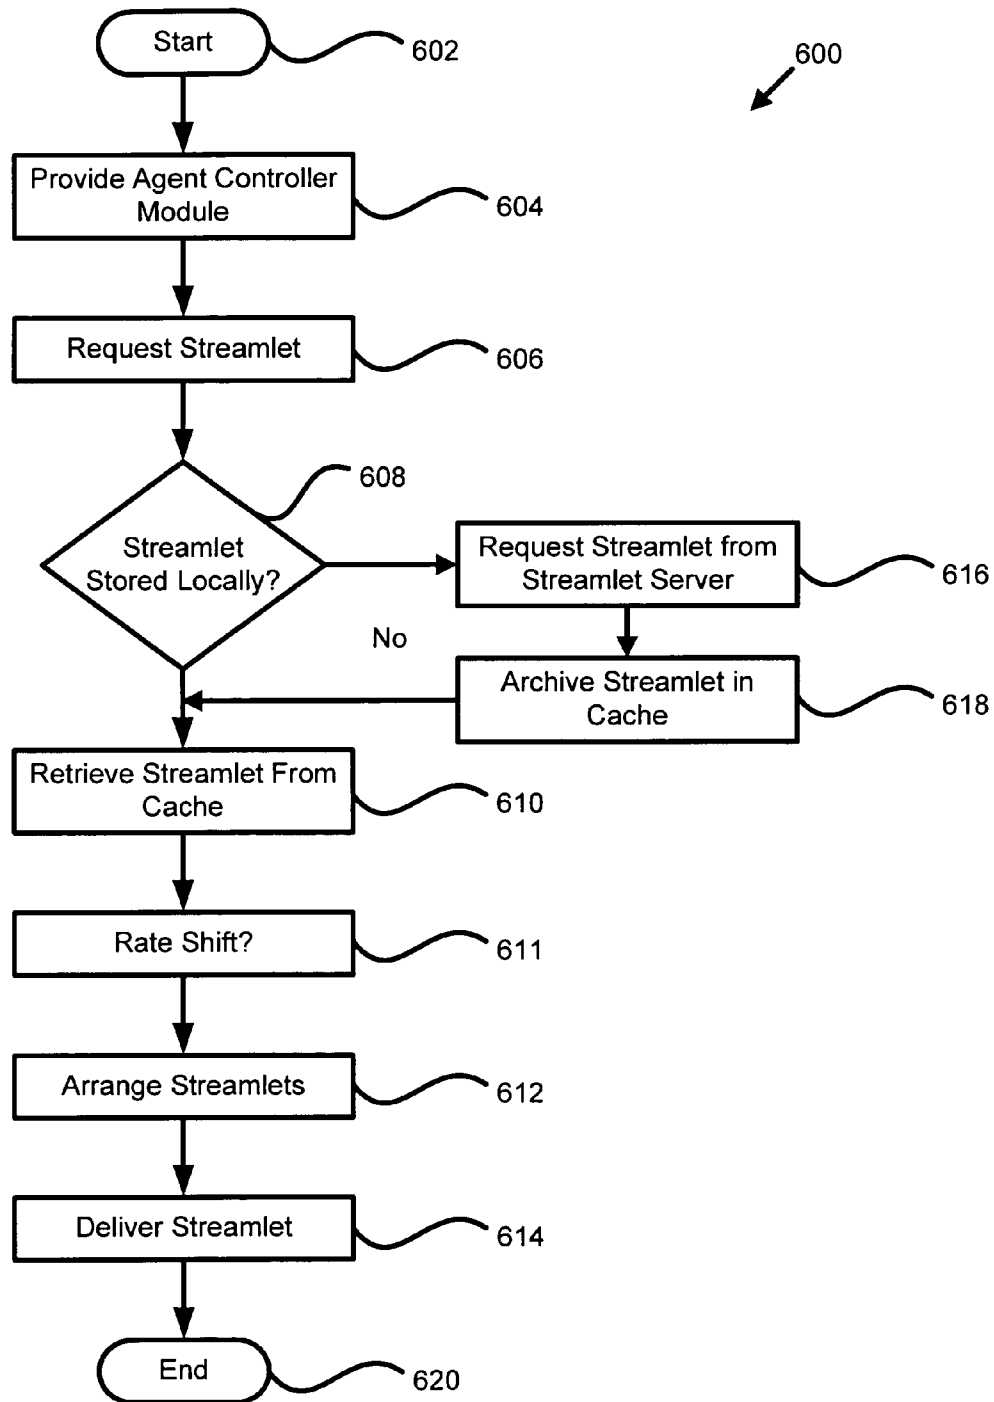 Start
602
600
Provide Agent Controller
Module
604
Request Streamlet
606
608
Streamlet
Stored Locally?
Request Streamlet from
Streamlet Server
616
No
Archive Streamlet in
Cache
618
Retrieve Streamlet From
Cache
610
Rate Shift?
611
Arrange Streamlets
612
Deliver Streamlet
614
End
620